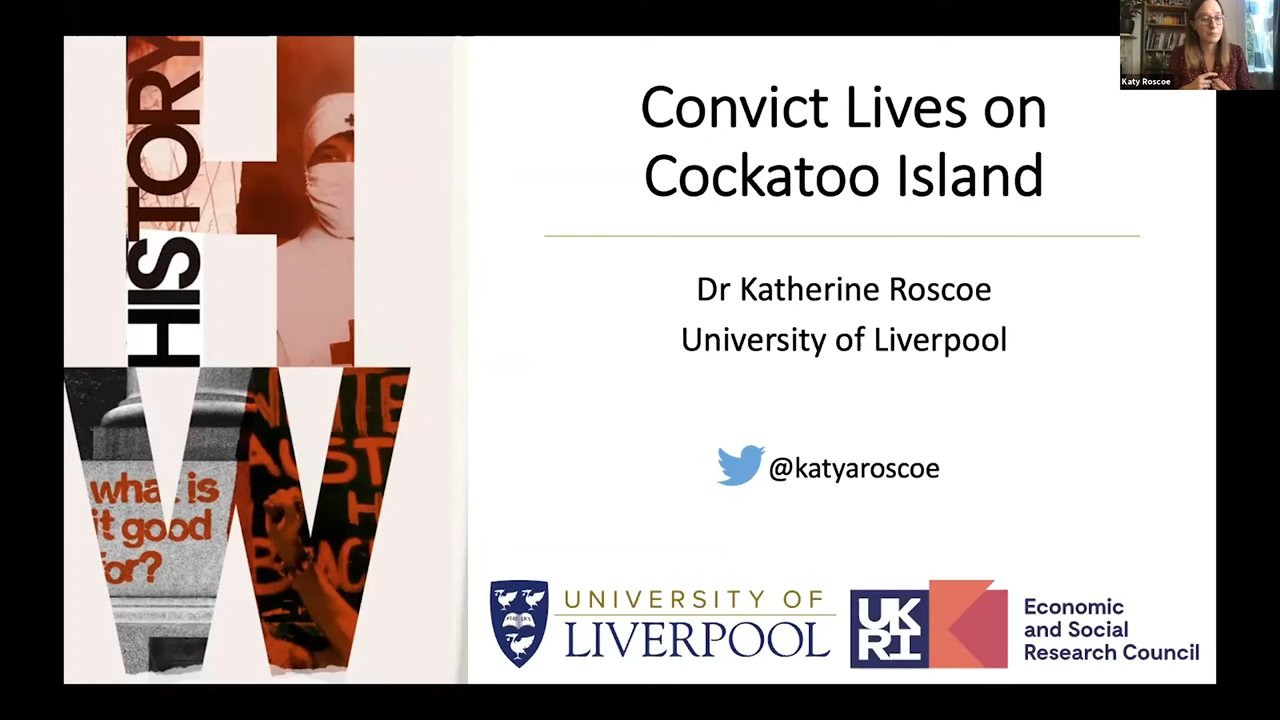 Katy Roscoe
HISTORY
Convict Lives on
Cockatoo Island
Dr Katherine Roscoe
University of Liverpool
@katyaroscoe
what is
it good
for?
AUST
UNIVERSITY OF
LIVERPOOL
UK
RI
Economic
and Social
Research Council